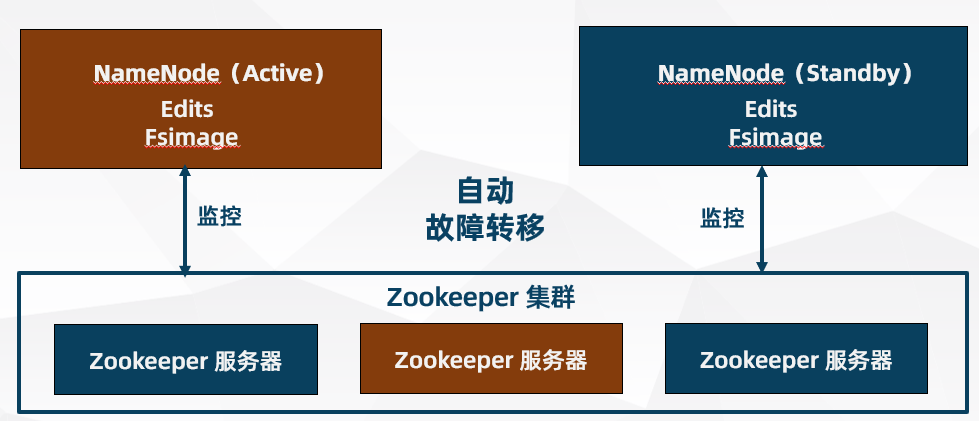 NameNode（Active）
Edits
Fsimage
NameNode（Standby）
Edits
Fsimage
监控
自动
故障转移
监控
Zookeeper 集群
Zookeeper 服务器
Zookeeper 服务器
Zookeeper 服务器